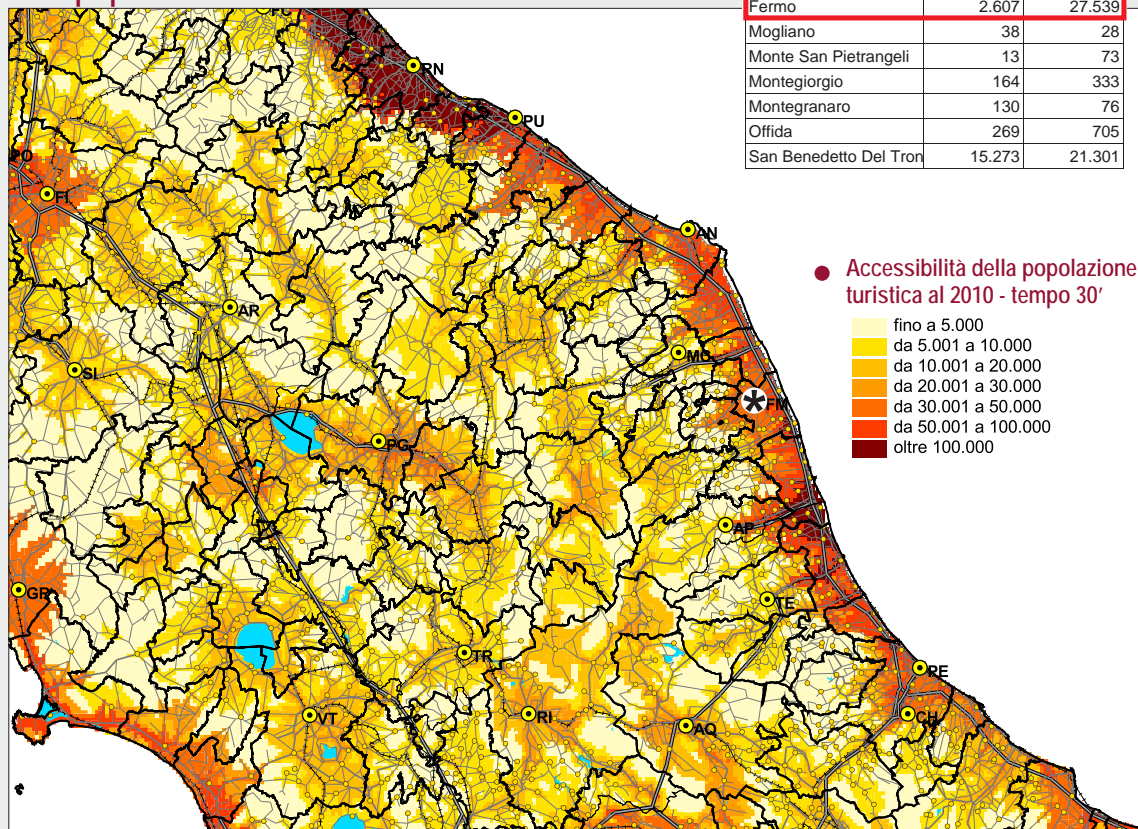 Fermo 2.607 27.539
Mogliano 38 28
Monte San Pietrangeli 13 73
Montegiorgio 164 333
Montegranaro 130 76
Offida 269 705
San Benedetto Del Tron 15.273 21.301
Accessibilità della popolazione
turistica al 2010 - tempo 30'
fino a 5.000
da 5.001 a 10.000
da 10.001 a 20.000
da 20.001 a 30.000
da 30.001 a 50.000
da 50.001 a 100.000
oltre 100.000
FC
RN
PU
PO
FI
AN
AR
MC
SI
FM
PG
AP
GR
TE
TR
PE
VT
RI
AQ
CH